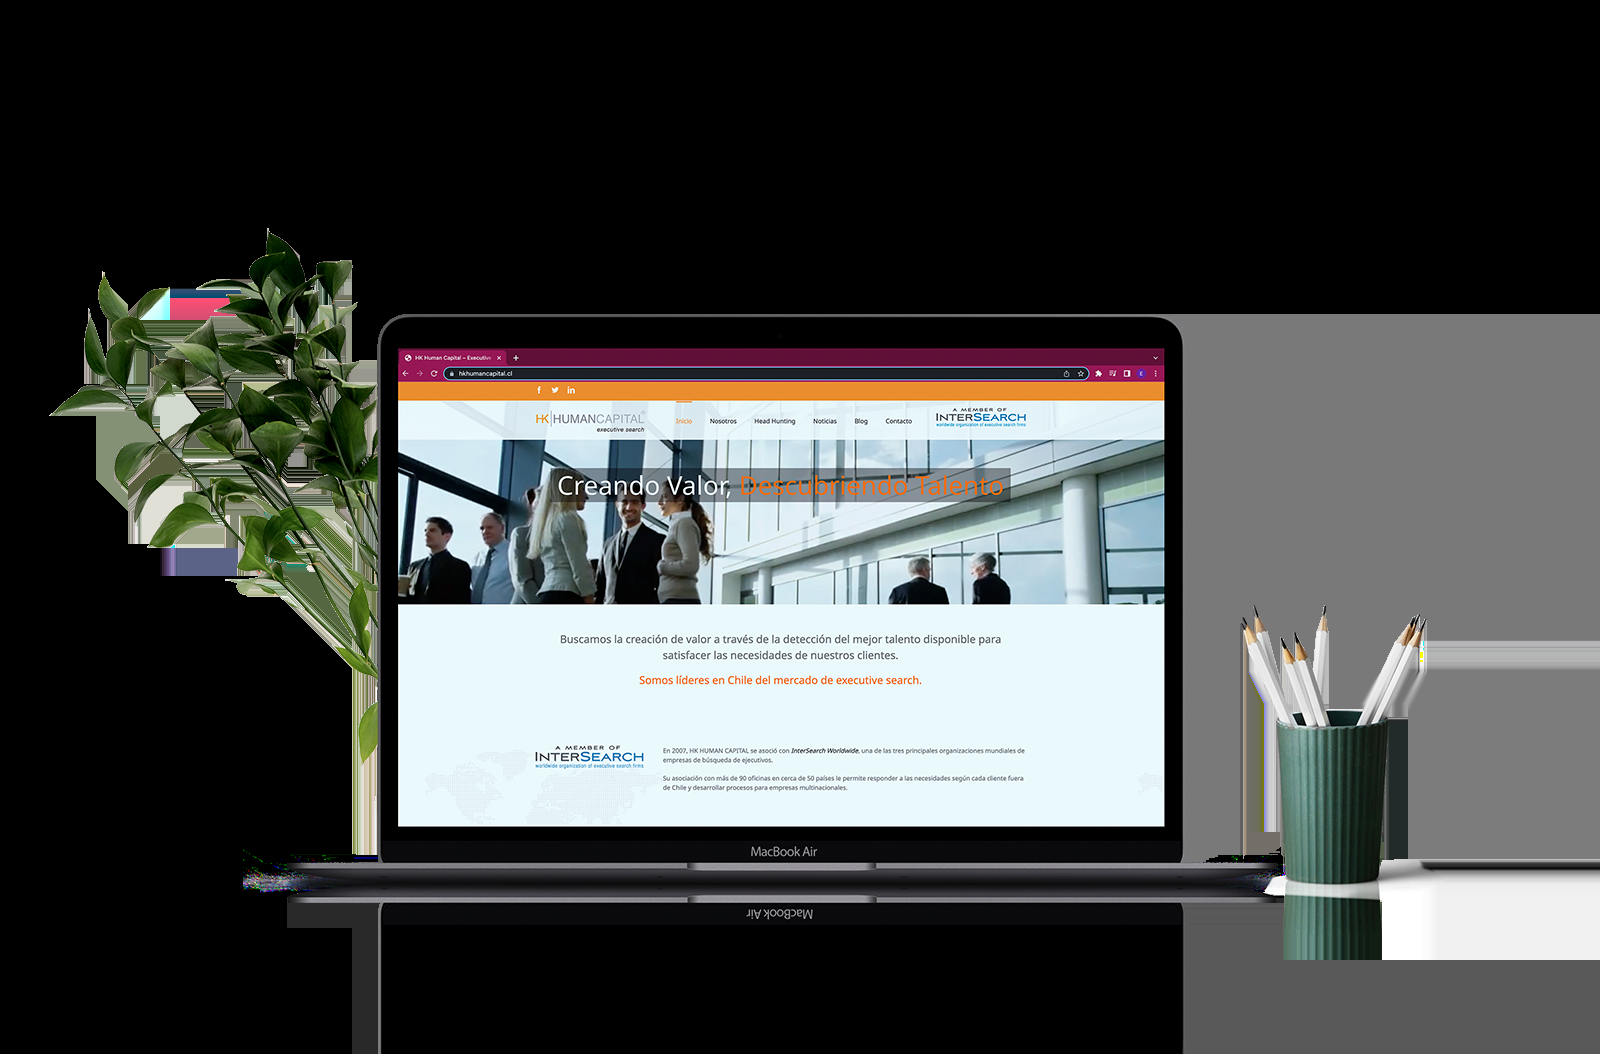 HK Human Capital – Executive
hkhumancapital.cl
HK|HUMANCAPITAL®
executive search
Inicio
Nosotros
Head Hunting
Noticias
Blog
Contacto
A MEMBER OF
INTERSEARCH
worldwide organization of executive search firms
Creando Valor, Descubriendo Talento
Buscamos la creación de valor a través de la detección del mejor talento disponible para
satisfacer las necesidades de nuestros clientes.
Somos líderes en Chile del mercado de executive search.
A MEMBER OF
INTERSEARCH
worldwide organization of executive search firms
En 2007, HK HUMAN CAPITAL se asoció con InterSearch Worldwide, una de las tres principales organizaciones mundiales de
empresas de búsqueda de ejecutivos.
Su asociación con más de 90 oficinas en cerca de 50 países le permite responder a las necesidades según cada cliente fuera
de Chile y desarrollar procesos para empresas multinacionales.
MacBook Air
MacBook Air